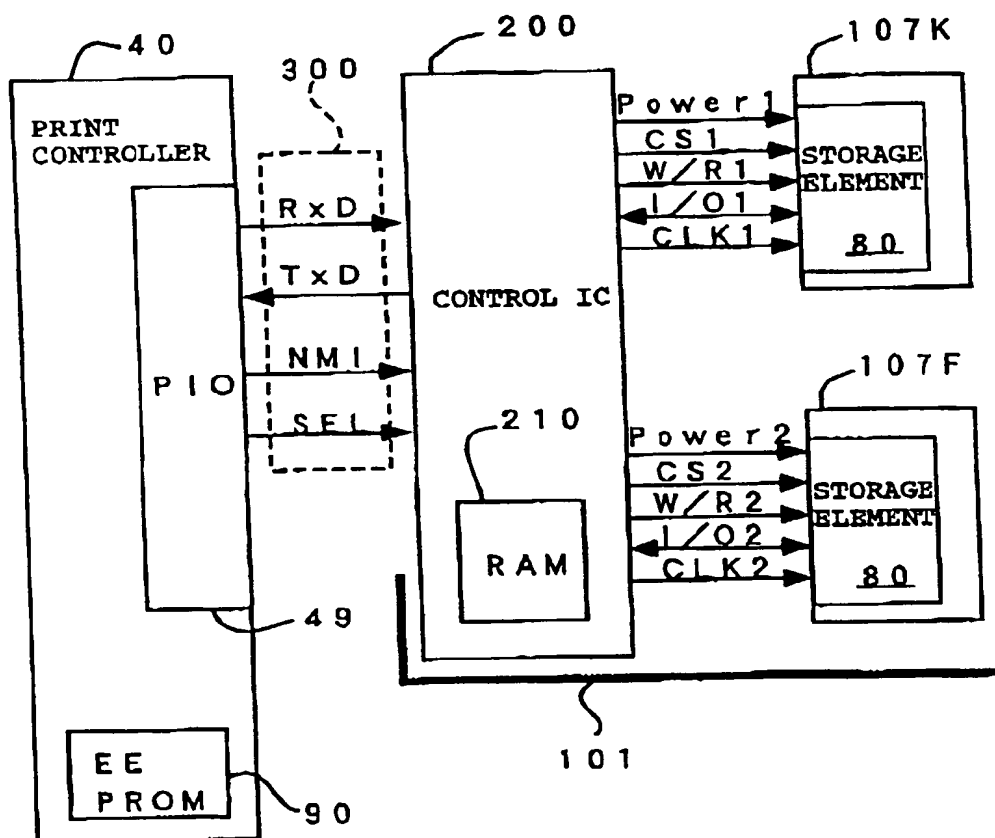 40
200
107K
300
PRINT
CONTROLLER
RxD
TxD
NMI
SEL
PIO
49
EE
PROM
90
CONTROL IC
210
RAM
Power1
CS1
W/R1
I/O1
CLK1
STORAGE
ELEMENT
80
107F
Power2
CS2
W/R2
I/O2
CLK2
STORAGE
ELEMENT
80
101